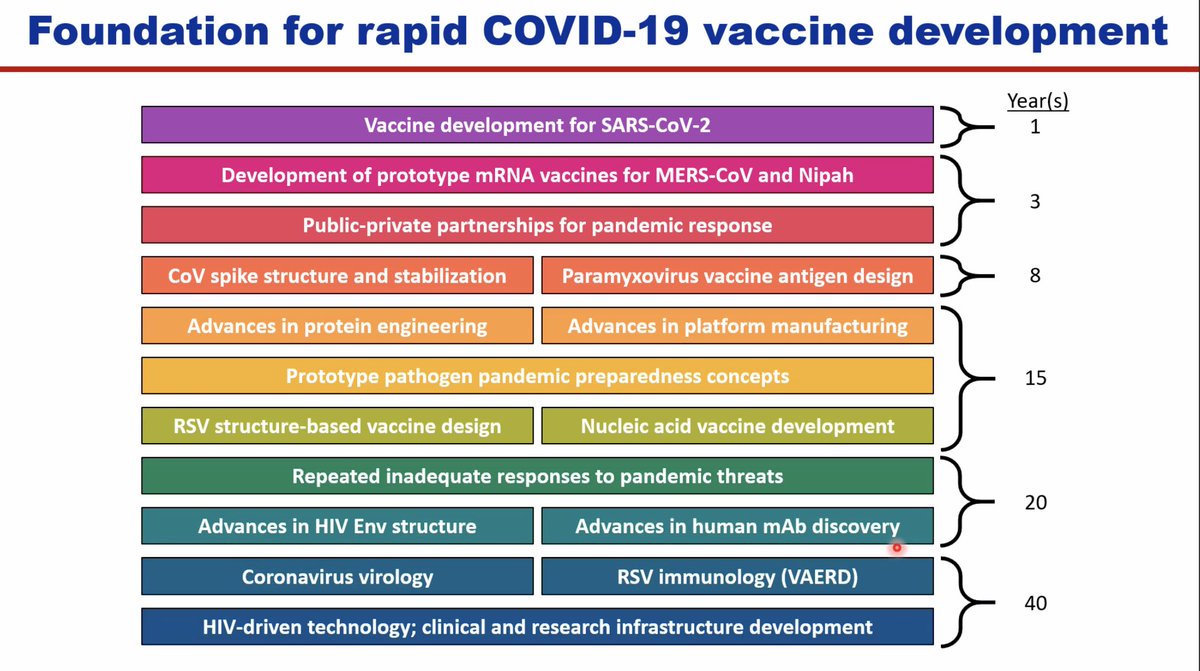 Foundation for rapid COVID-19 vaccine development
Year(s)
Vaccine development for SARS-CoV-2
1
Development of prototype mRNA vaccines for MERS-CoV and Nipah
Public-private partnerships for pandemic response
3
CoV spike structure and stabilization
Paramyxovirus vaccine antigen design
8
Advances in protein engineering
Advances in platform manufacturing
Prototype pathogen pandemic preparedness concepts
RSV structure-based vaccine design
Nucleic acid vaccine development
15
Repeated inadequate responses to pandemic threats
Advances in HIV Env structure
Advances in human mAb discovery
20
Coronavirus virology
RSV immunology (VAERD)
HIV-driven technology; clinical and research infrastructure development
40